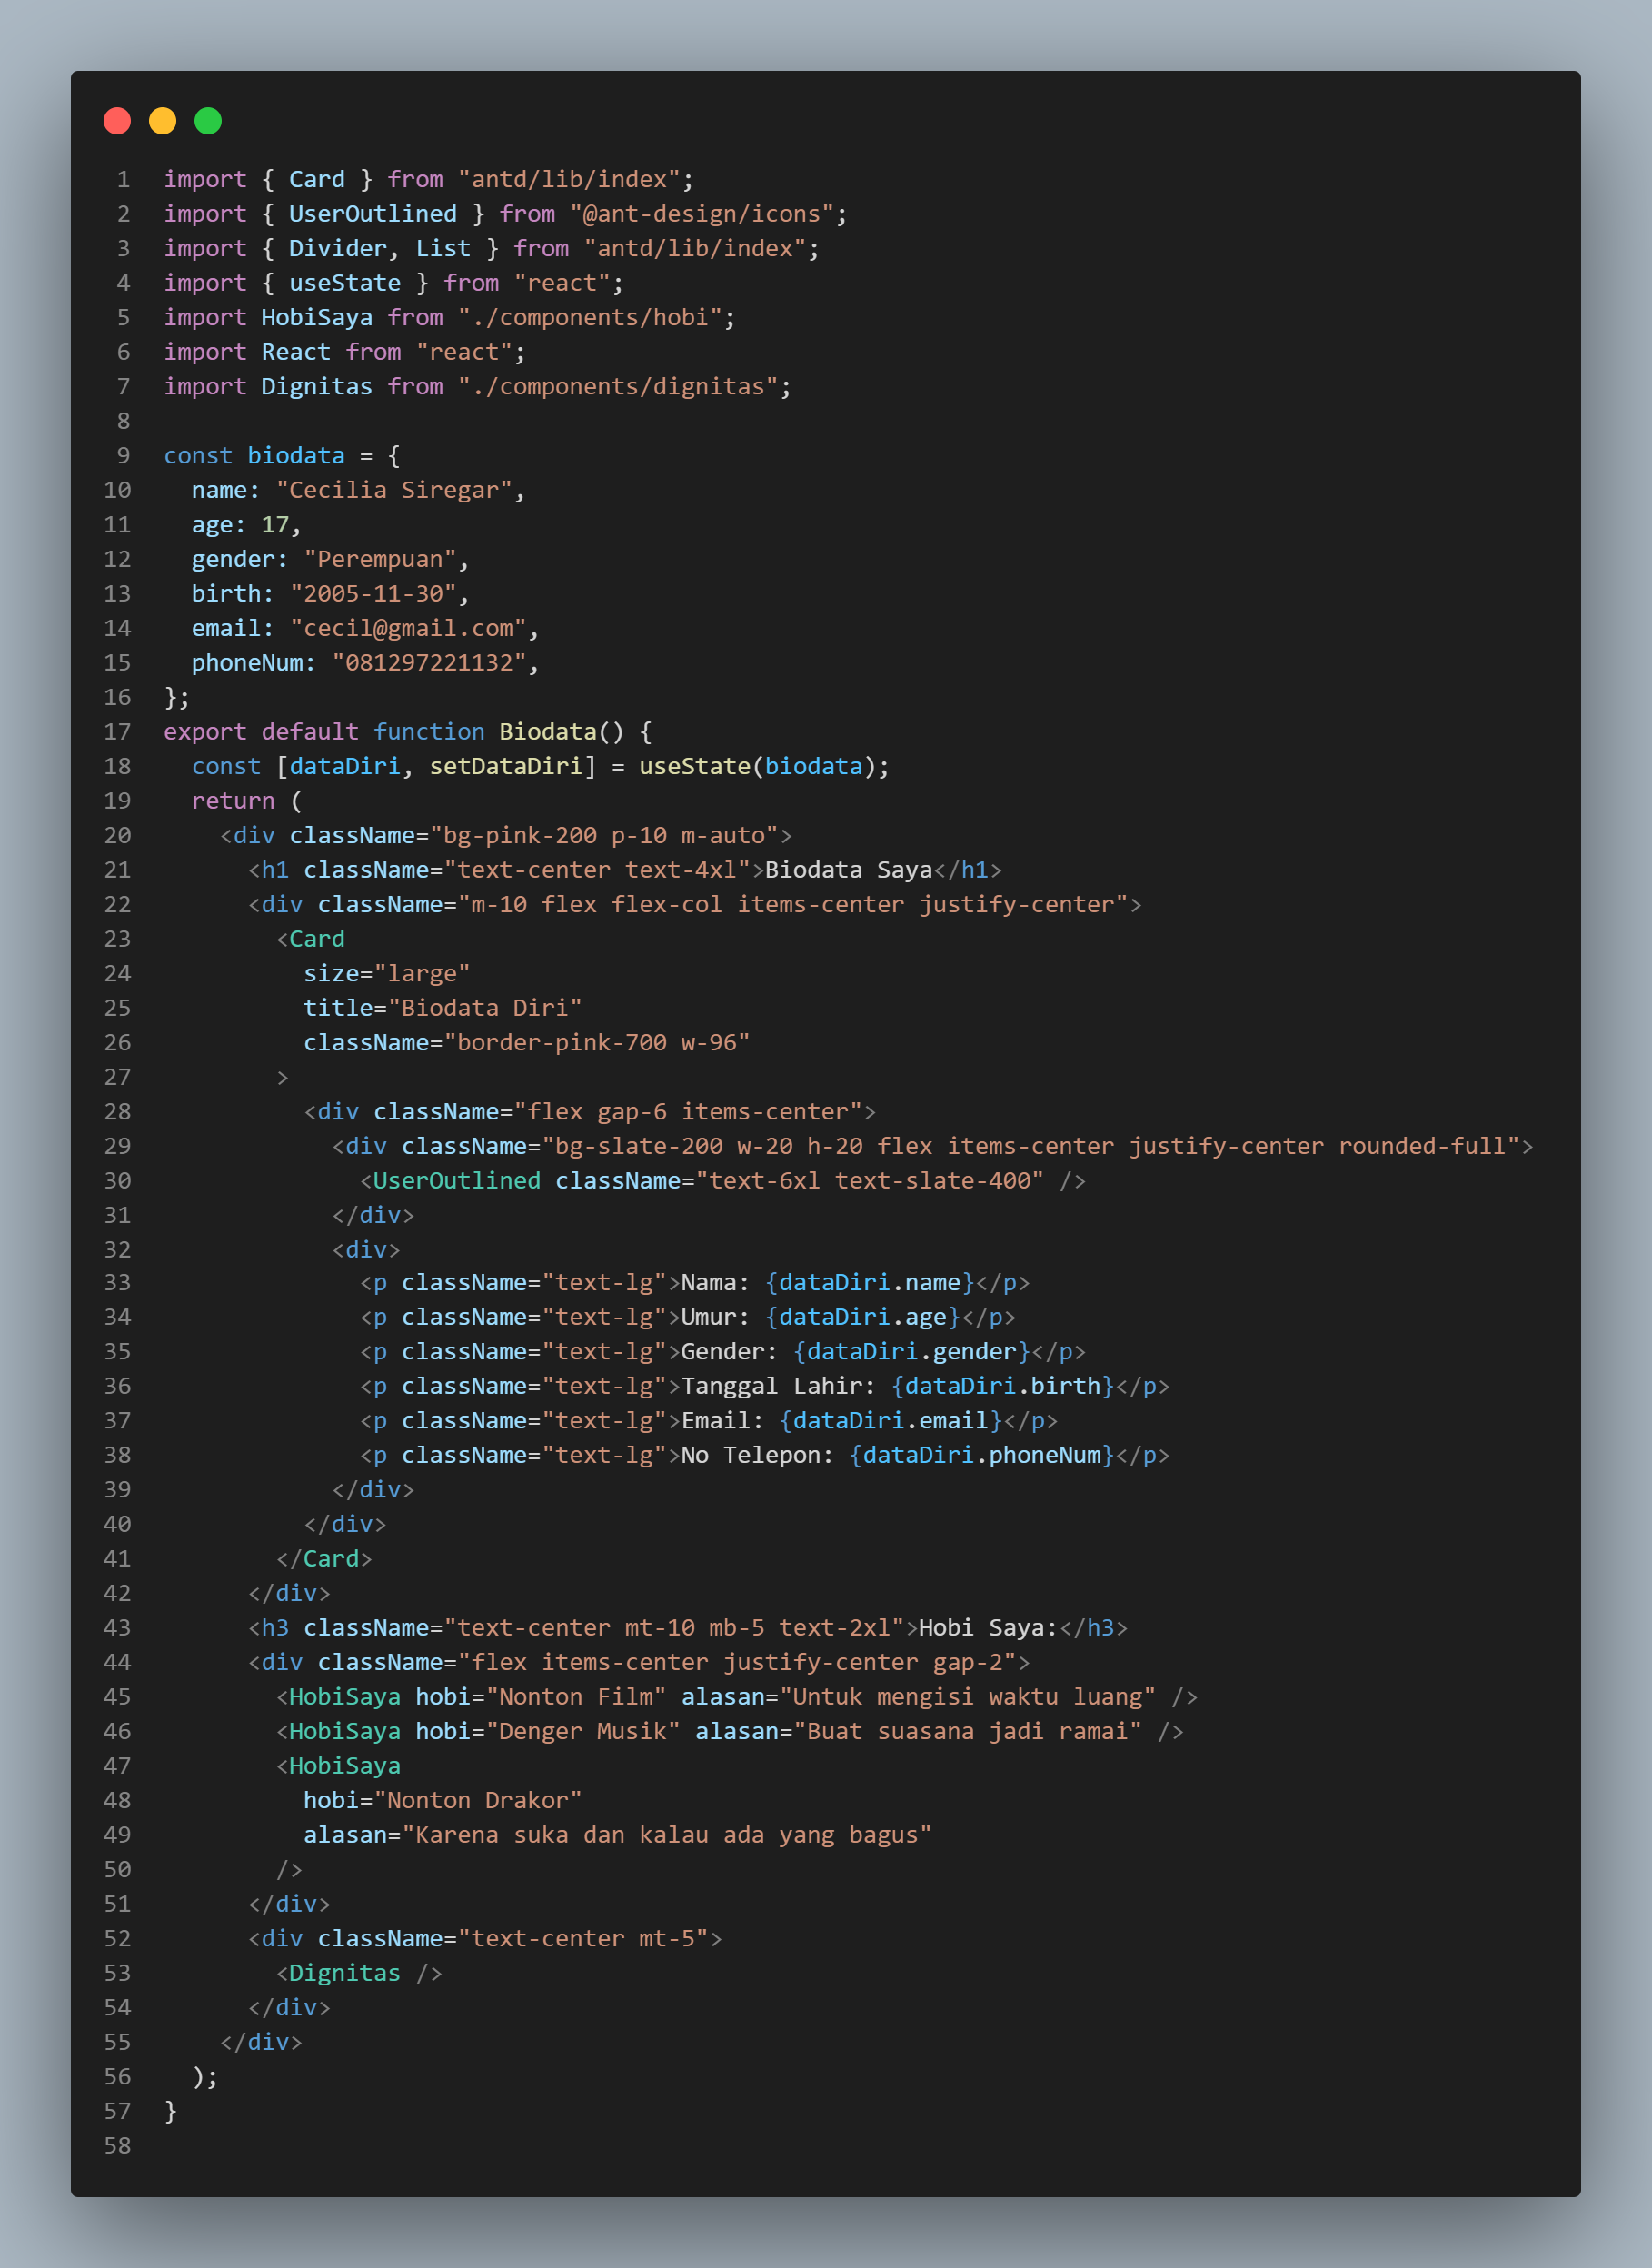 1 import { Card } from "antd/lib/index";
2 import { UserOutlined } from "@ant-design/icons";
3 import { Divider, List } from "antd/lib/index";
4 import { useState } from "react";
5 import HobiSaya from "./components/hobi";
6 import React from "react";
7 import Dignitas from "./components/dignitas";
8
9 const biodata = {
10   name: "Cecilia Siregar",
11   age: 17,
12   gender: "Perempuan",
13   birth: "2005-11-30",
14   email: "cecil@gmail.com",
15   phoneNum: "081297221132",
16 };
17 export default function Biodata() {
18   const [dataDiri, setDataDiri] = useState(biodata);
19   return (
20     <div className="bg-pink-200 p-10 m-auto">
21       <h1 className="text-center text-4xl">Biodata Saya</h1>
22       <div className="m-10 flex flex-col items-center justify-center">
23         <Card
24           size="large"
25           title="Biodata Diri"
26           className="border-pink-700 w-96"
27         >
28           <div className="flex gap-6 items-center">
29             <div className="bg-slate-200 w-20 h-20 flex items-center justify-center rounded-full">
30               <UserOutlined className="text-6xl text-slate-400" />
31             </div>
32             <div>
33               <p className="text-lg">Nama: {dataDiri.name}</p>
34               <p className="text-lg">Umur: {dataDiri.age}</p>
35               <p className="text-lg">Gender: {dataDiri.gender}</p>
36               <p className="text-lg">Tanggal Lahir: {dataDiri.birth}</p>
37               <p className="text-lg">Email: {dataDiri.email}</p>
38               <p className="text-lg">No Telepon: {dataDiri.phoneNum}</p>
39             </div>
40           </div>
41         </Card>
42       </div>
43       <h3 className="text-center mt-10 mb-5 text-2xl">Hobi Saya:</h3>
44       <div className="flex items-center justify-center gap-2">
45         <HobiSaya hobi="Nonton Film" alasan="Untuk mengisi waktu luang" />
46         <HobiSaya hobi="Denger Musik" alasan="Buat suasana jadi ramai" />
47         <HobiSaya
48           hobi="Nonton Drakor"
49           alasan="Karena suka dan kalau ada yang bagus"
50         />
51       </div>
52       <div className="text-center mt-5">
53         <Dignitas />
54       </div>
55     </div>
56   );
57 }
58